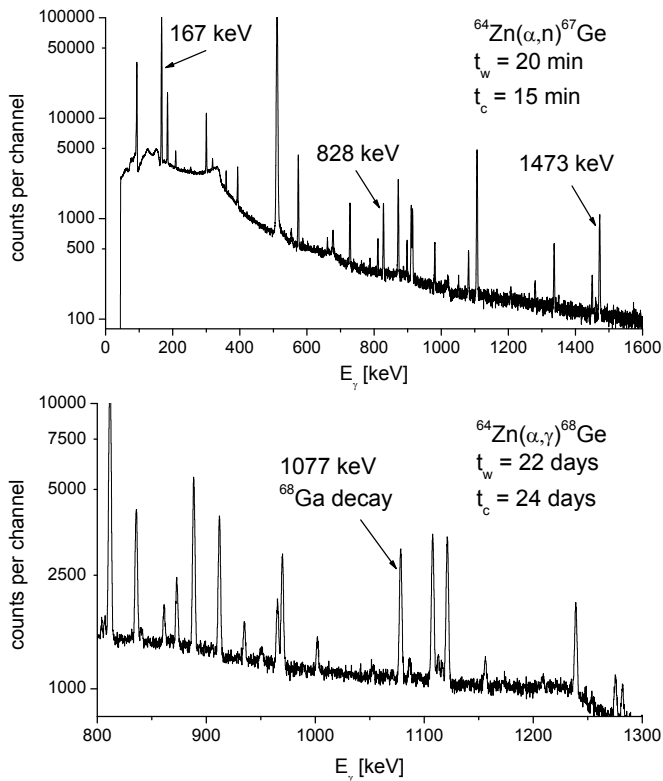 100000
50000
10000
5000
1000
500
100
counts per channel
167 keV
828 keV
1473 keV
⁶⁴Zn(α,n)⁶⁷Ge
t_w = 20 min
t_c = 15 min
0 200 400 600 800 1000 1200 1400 1600
E_γ [keV]
10000
7500
5000
2500
1000
counts per channel
1077 keV
⁶⁸Ga decay
⁶⁴Zn(α,γ)⁶⁸Ge
t_w = 22 days
t_c = 24 days
800 900 1000 1100 1200 1300
E_γ [keV]